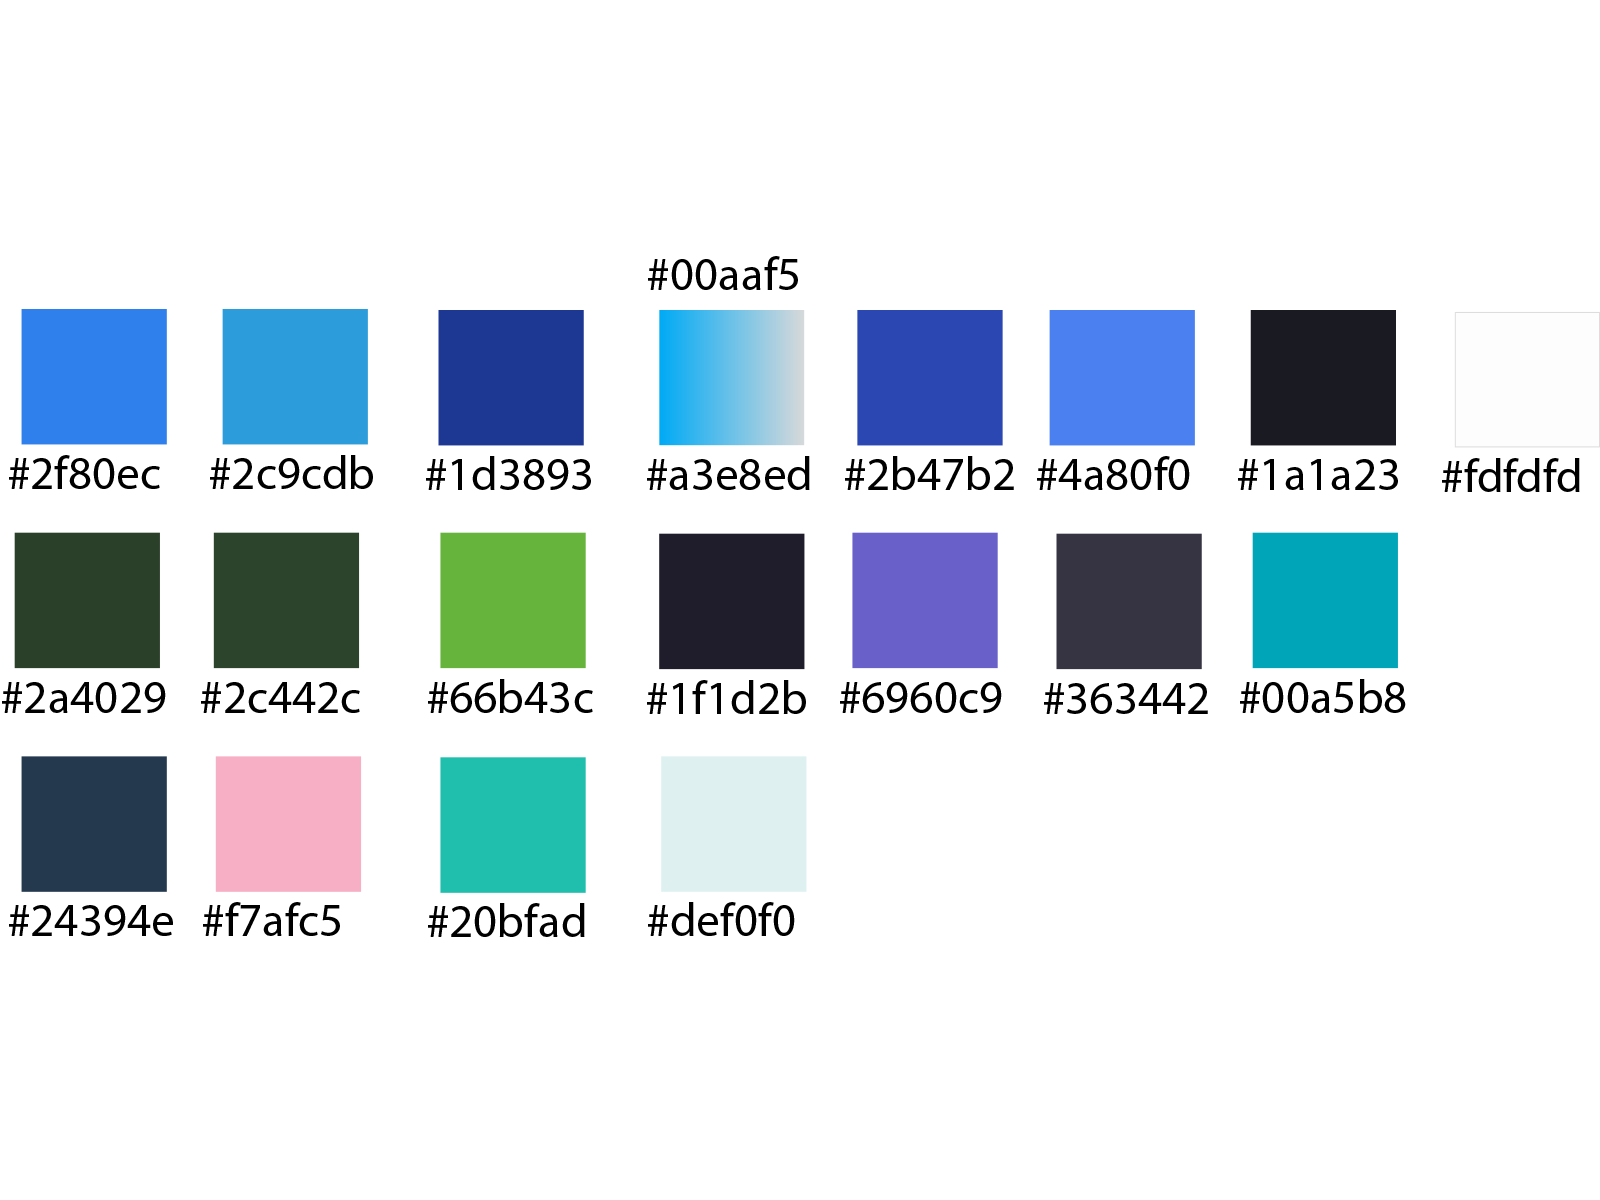 #00aaf5
#2f80ec #2c9cdb #1d3893 #a3e8ed #2b47b2 #4a80f0 #1a1a23 #fdfdfd
#2a4029 #2c442c #66b43c #1f1d2b #6960c9 #363442 #00a5b8
#24394e #f7afc5 #20bfad #def0f0